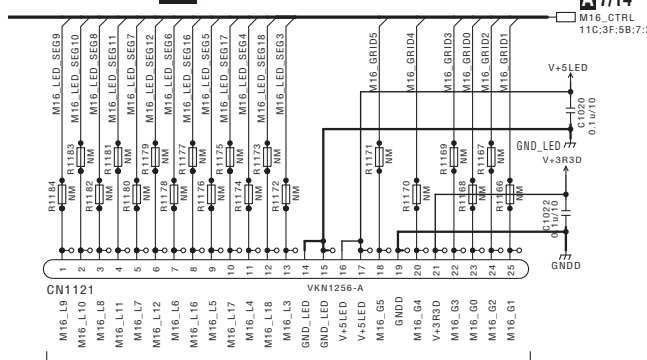 A 7/14
M16_CTRL
11C;3F;5B;7:
M16_LED_SEG9
M16_LED_SEG10
M16_LED_SEG8
M16_LED_SEG11
M16_LED_SEG7
M16_LED_SEG12
M16_LED_SEG6
M16_LED_SEG16
M16_LED_SEG5
M16_LED_SEG17
M16_LED_SEG4
M16_LED_SEG18
M16_LED_SEG3
M16_GRID5
M16_GRID4
M16_GRID3
M16_GRID0
M16_GRID2
M16_GRID1
V+5LED
C1020
0.1u/10
GND_LED
V+3R3D
C1022
0.1u/10
GNDD
R1183 NM
R1181 NM
R1179 NM
R1177 NM
R1175 NM
R1173 NM
R1171 NM
R1169 NM
R1167 NM
R1184 NM
R1182 NM
R1180 NM
R1178 NM
R1176 NM
R1174 NM
R1172 NM
R1170 NM
R1168 NM
R1166 NM
1 2 3 4 5 6 7 8 9 10 11 12 13 14 15 16 17 18 19 20 21 22 23 24 25
CN1121
VKN1256-A
M16_L9
M16_L10
M16_L8
M16_L11
M16_L7
M16_L12
M16_L6
M16_L16
M16_L5
M16_L17
M16_L4
M16_L18
M16_L3
GND_LED
GND_LED
V+5LED
V+5LED
M16_G5
GNDD
M16_G4
V+3R3D
M16_G3
M16_G0
M16_G2
M16_G1